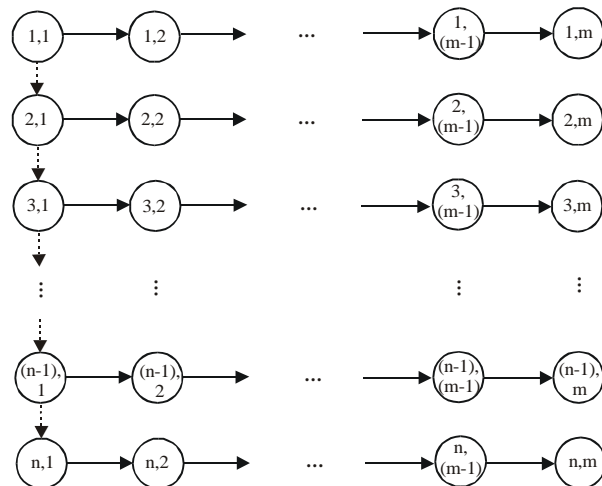 1,1 1,2 ... 1, (m-1) 1,m
2,1 2,2 ... 2, (m-1) 2,m
3,1 3,2 ... 3, (m-1) 3,m
⋮ ⋮ ⋮ ⋮
(n-1), 1 (n-1), 2 ... (n-1), (m-1) (n-1), m
n,1 n,2 ... n, (m-1) n,m